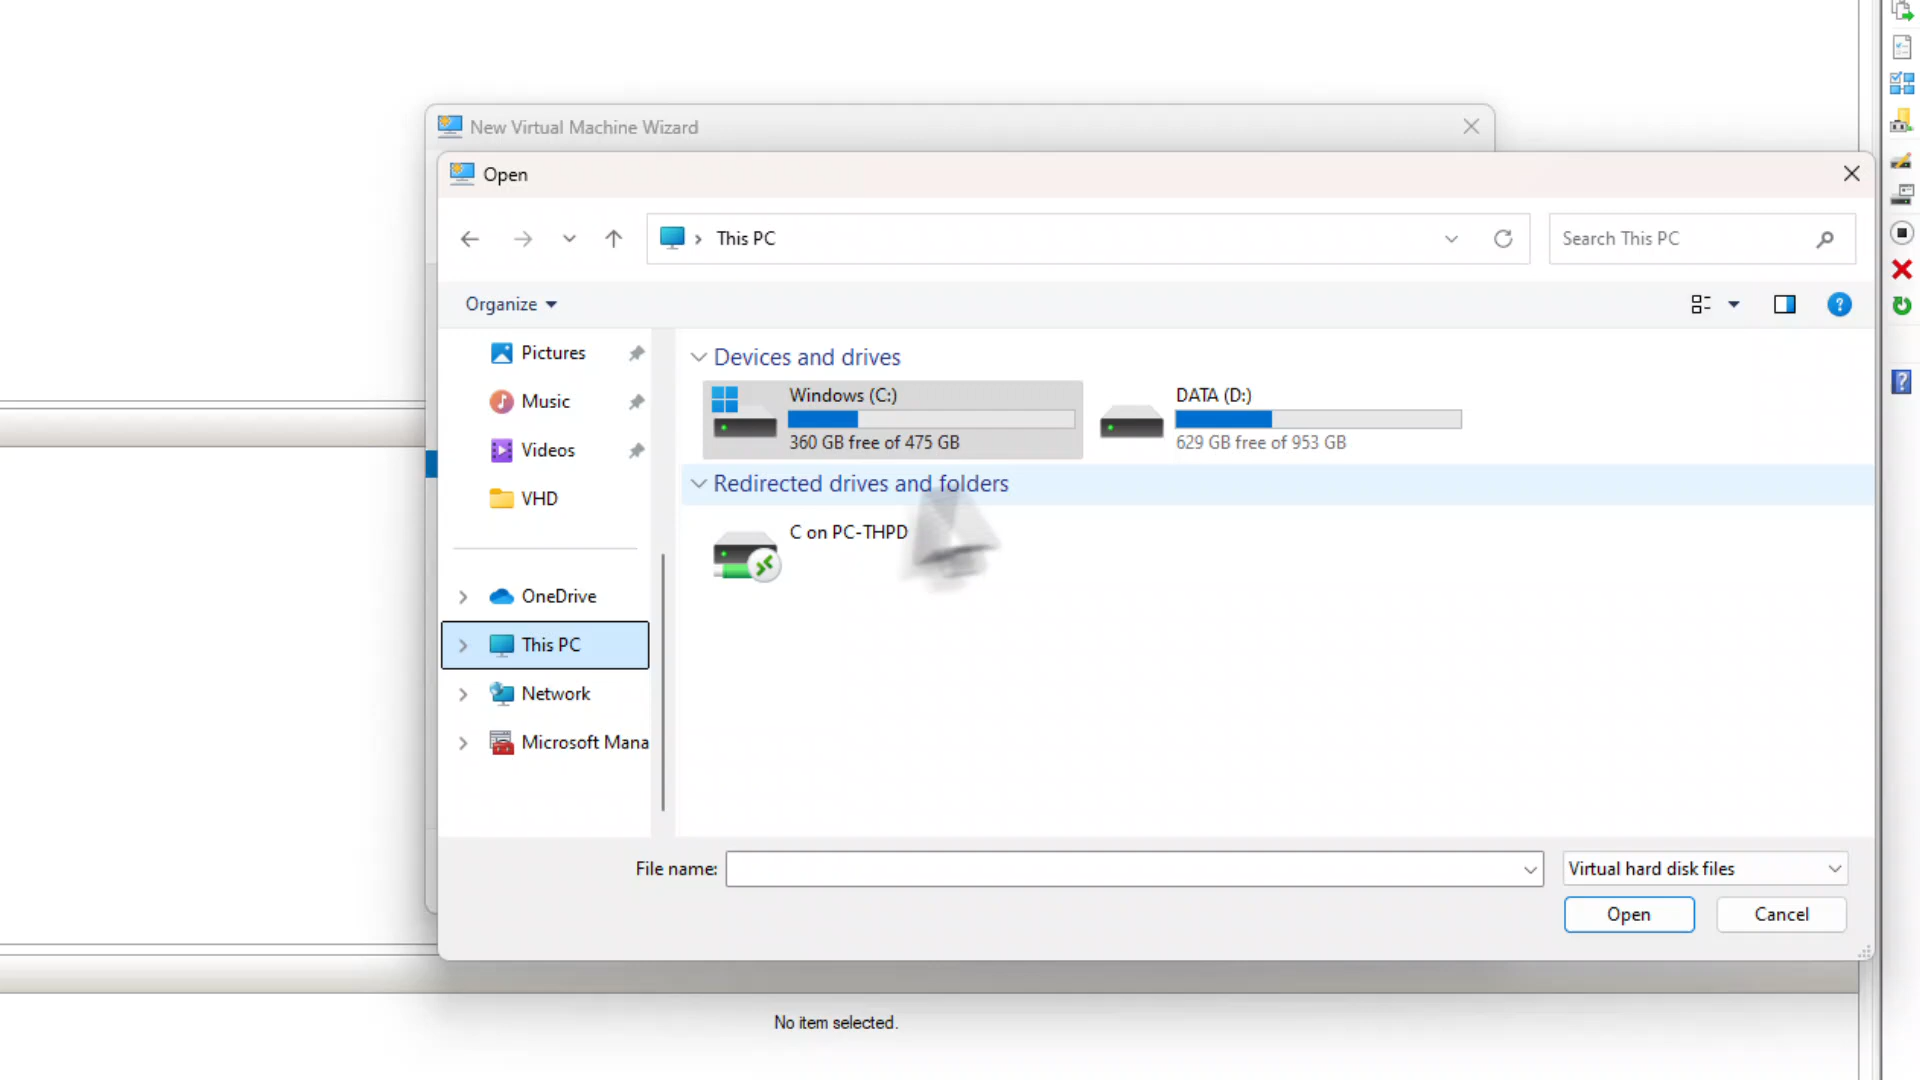 New Virtual Machine Wizard
Open
This PC
Search This PC
Organize
?
Pictures
Music
Videos
VHD
OneDrive
This PC
Network
Microsoft Mana
Devices and drives
Windows (C:)
360 GB free of 475 GB
DATA (D:)
629 GB free of 953 GB
Redirected drives and folders
C on PC-THPD
File name:
Virtual hard disk files
Open
Cancel
No item selected.
?